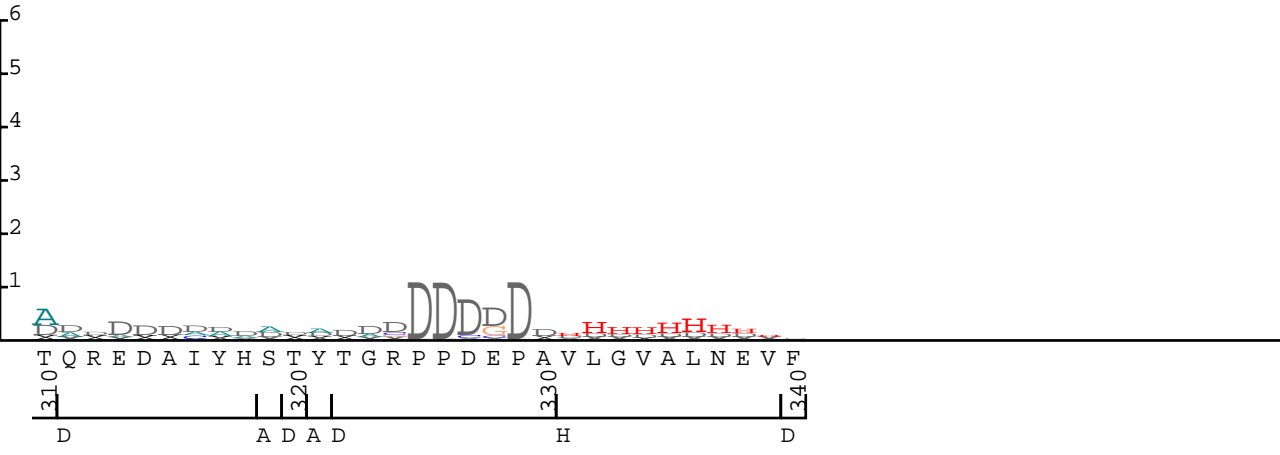 6
5
4
3
2
1
A D D D D D D D D D A D A D D D D D D D D G D D H H H H H H H
T Q R E D A I Y H S T Y T G R P P D E P A V L G V A L N E V F
310 320 330 340
D A D A D H D